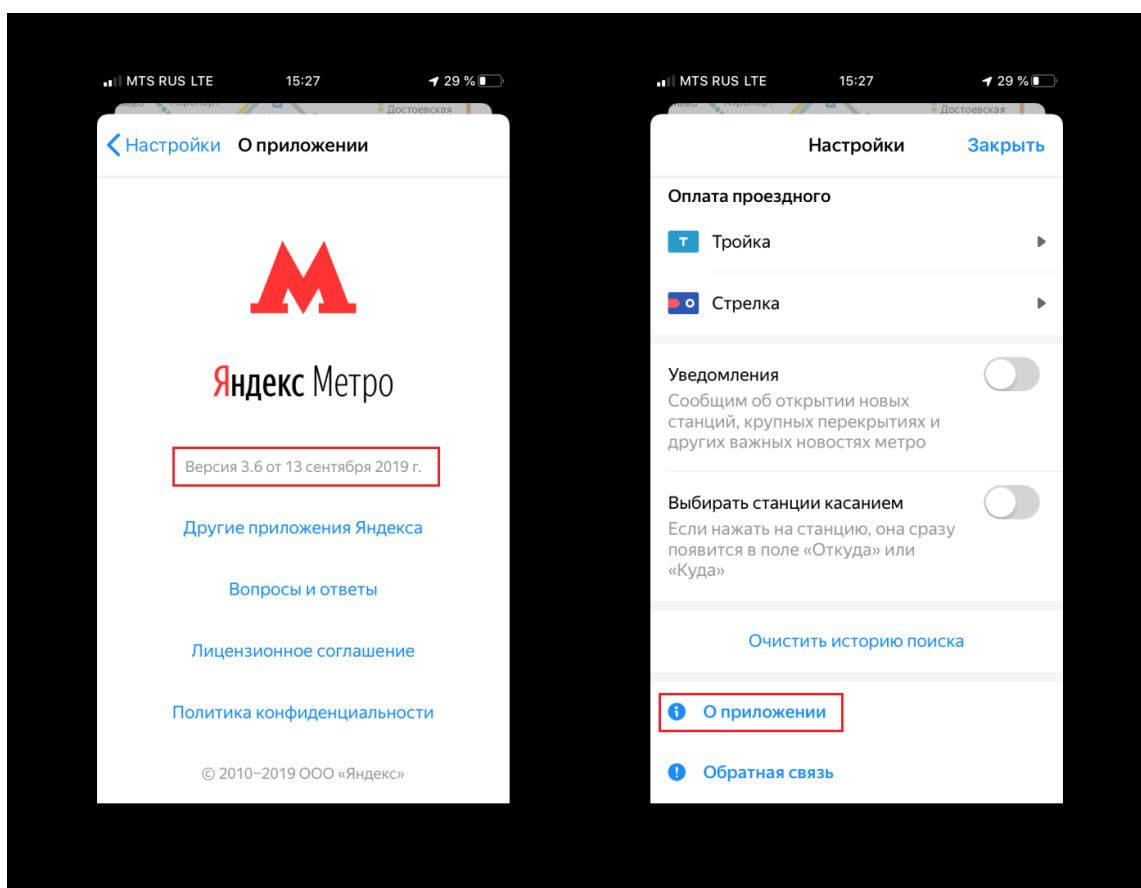 MTS RUS LTE 15:27 29 %
Достоевская
Настройки О приложении
Яндекс Метро
Версия 3.6 от 13 сентября 2019 г.
Другие приложения Яндекса
Вопросы и ответы
Лицензионное соглашение
Политика конфиденциальности
© 2010–2019 ООО «Яндекс»
MTS RUS LTE 15:27 29 %
Достоевская
Настройки Закрыть
Оплата проездного
Т Тройка
Стрелка
Уведомления
Сообщим об открытии новых
станций, крупных перекрытиях и
других важных новостях метро
Выбирать станции касанием
Если нажать на станцию, она сразу
появится в поле «Откуда» или
«Куда»
Очистить историю поиска
О приложении
Обратная связь